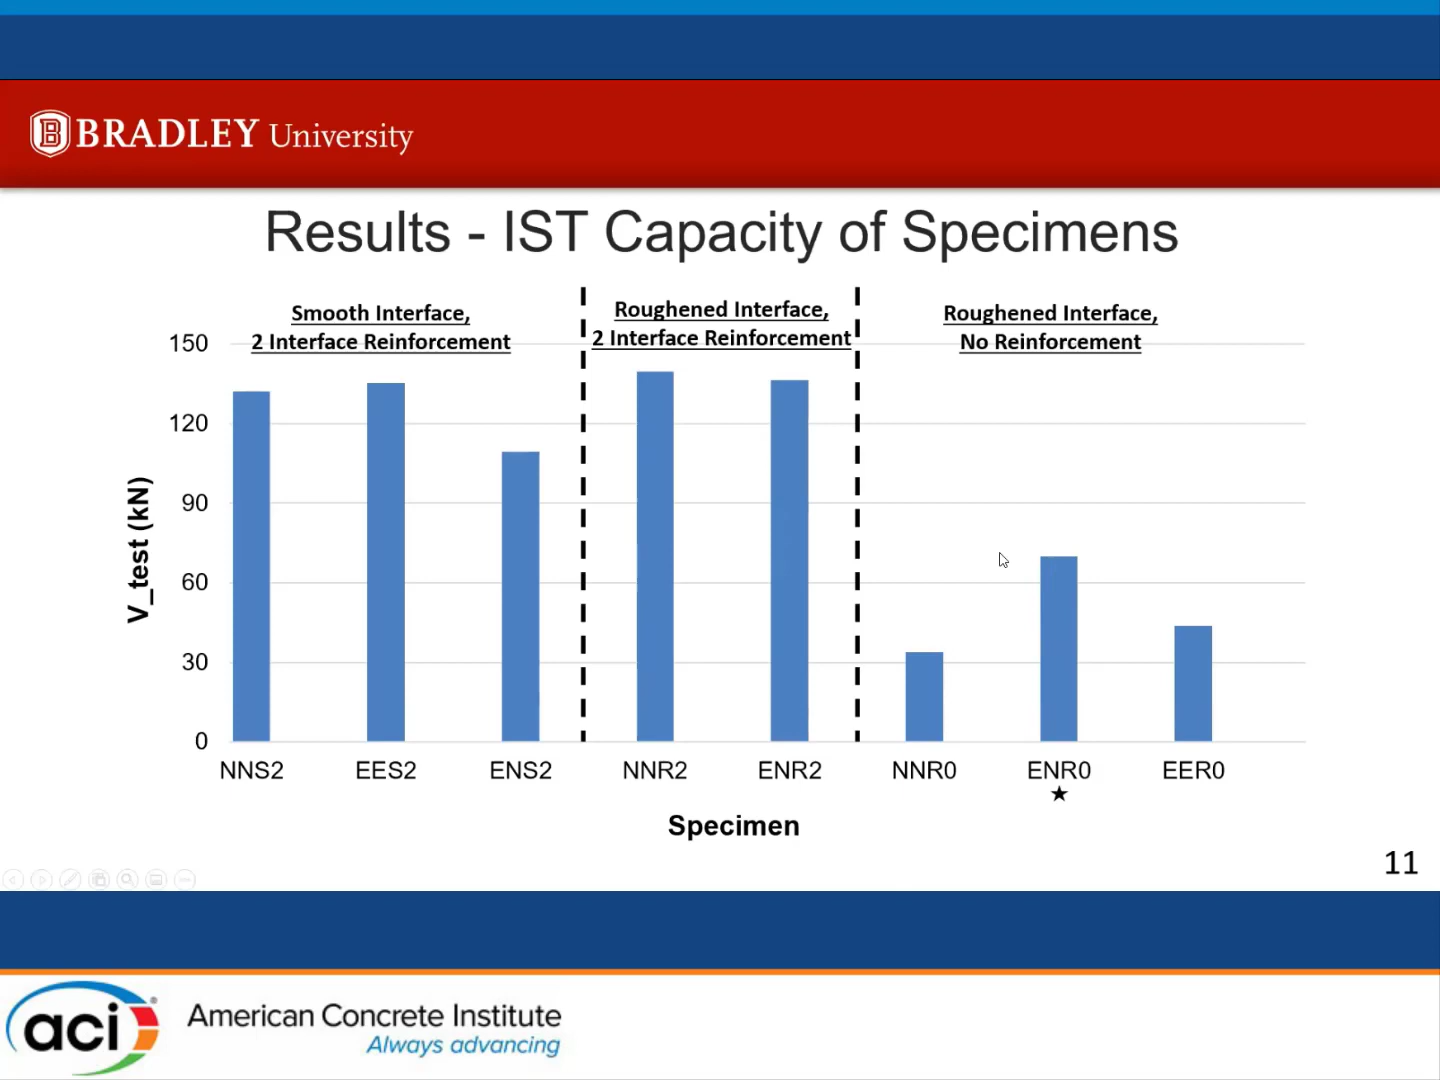 BRADLEY University
Results - IST Capacity of Specimens
Smooth Interface,
2 Interface Reinforcement
Roughened Interface,
2 Interface Reinforcement
Roughened Interface,
No Reinforcement
150
120
90
60
30
0
V_test (kN)
NNS2 EES2 ENS2 NNR2 ENR2 NNR0 ENR0 EER0
★
Specimen
11
aci
American Concrete Institute
Always advancing